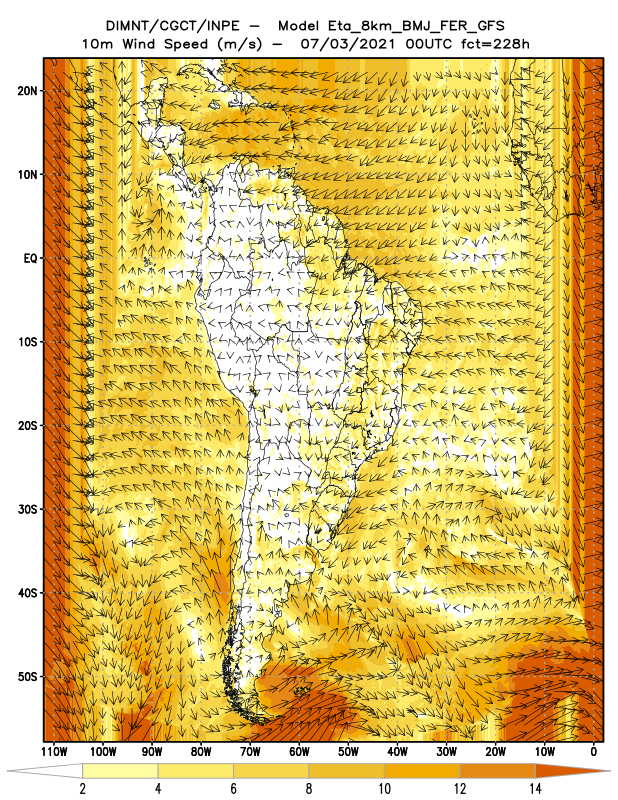 DIMNT/CGCT/INPE – Model Eta_8km_BMJ_FER_GFS
10m Wind Speed (m/s) – 07/03/2021 00UTC fct=228h
20N
10N
EQ
10S
20S
30S
40S
50S
110W 100W 90W 80W 70W 60W 50W 40W 30W 20W 10W 0
2 4 6 8 10 12 14